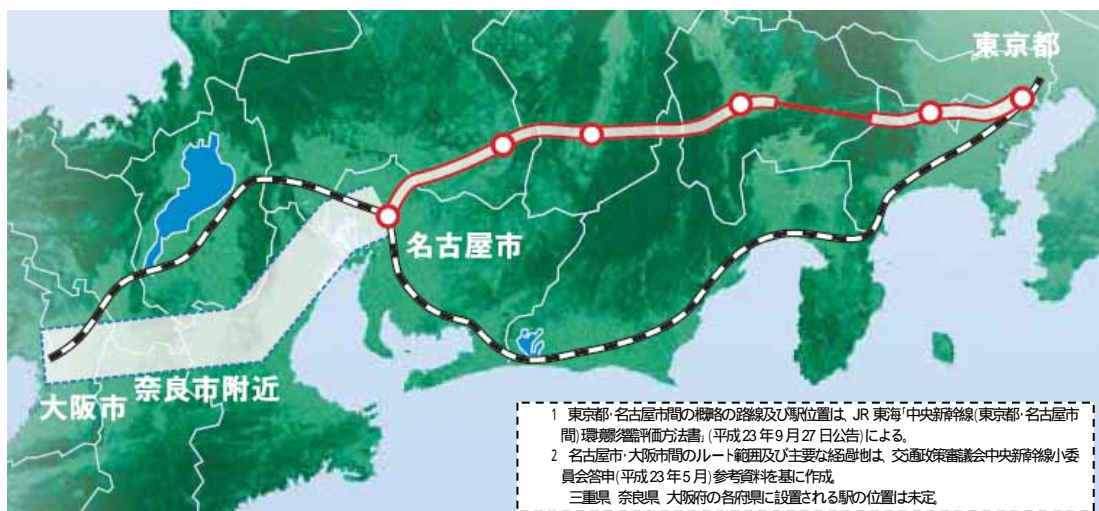 東京都
名古屋市
奈良市附近
大阪市
1 東京都・名古屋市間の概略の路線及び駅位置は、JR東海「中央新幹線(東京都・名古屋市
間)環境影響評価方法書」(平成23年9月27日公告)による。
2 名古屋市・大阪市間のルート範囲及び主要な経過地は、交通政策審議会中央新幹線小委
員会答申(平成23年5月)参考資料を基に作成。
三重県 奈良県 大阪府の各府県に設置される駅の位置は未定。